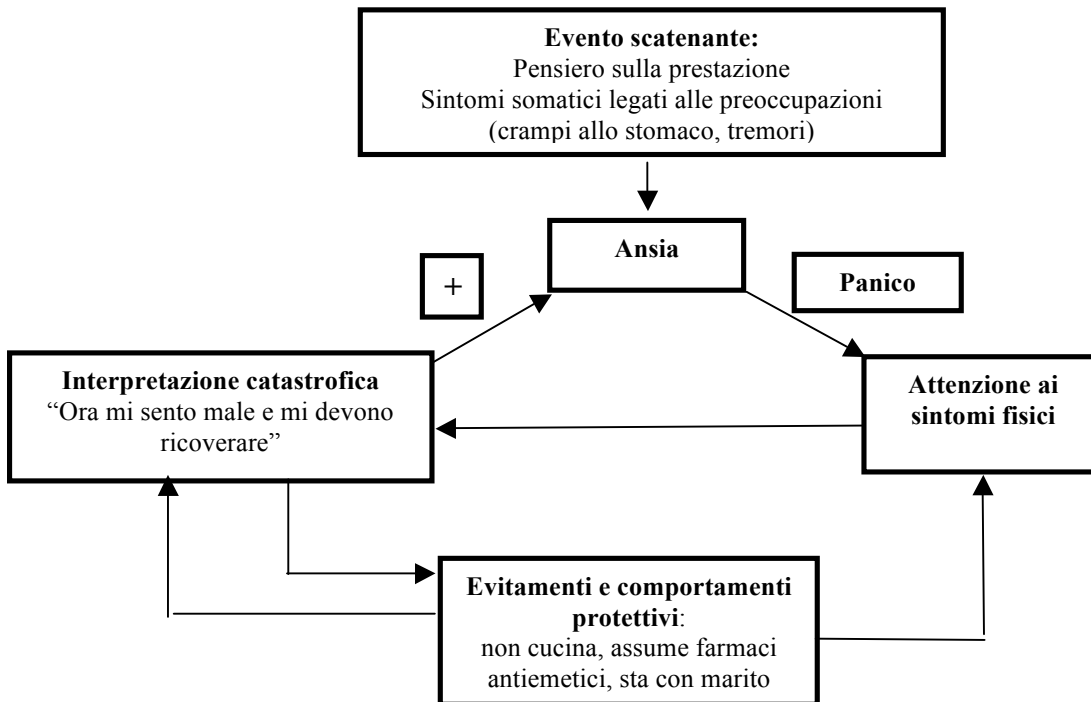 Evento scatenante:
Pensiero sulla prestazione
Sintomi somatici legati alle preoccupazioni
(crampi allo stomaco, tremori)
Ansia
+
Panico
Interpretazione catastrofica
“Ora mi sento male e mi devono
ricoverare”
Attenzione ai
sintomi fisici
Evitamenti e comportamenti
protettivi:
non cucina, assume farmaci
antiemetici, sta con marito